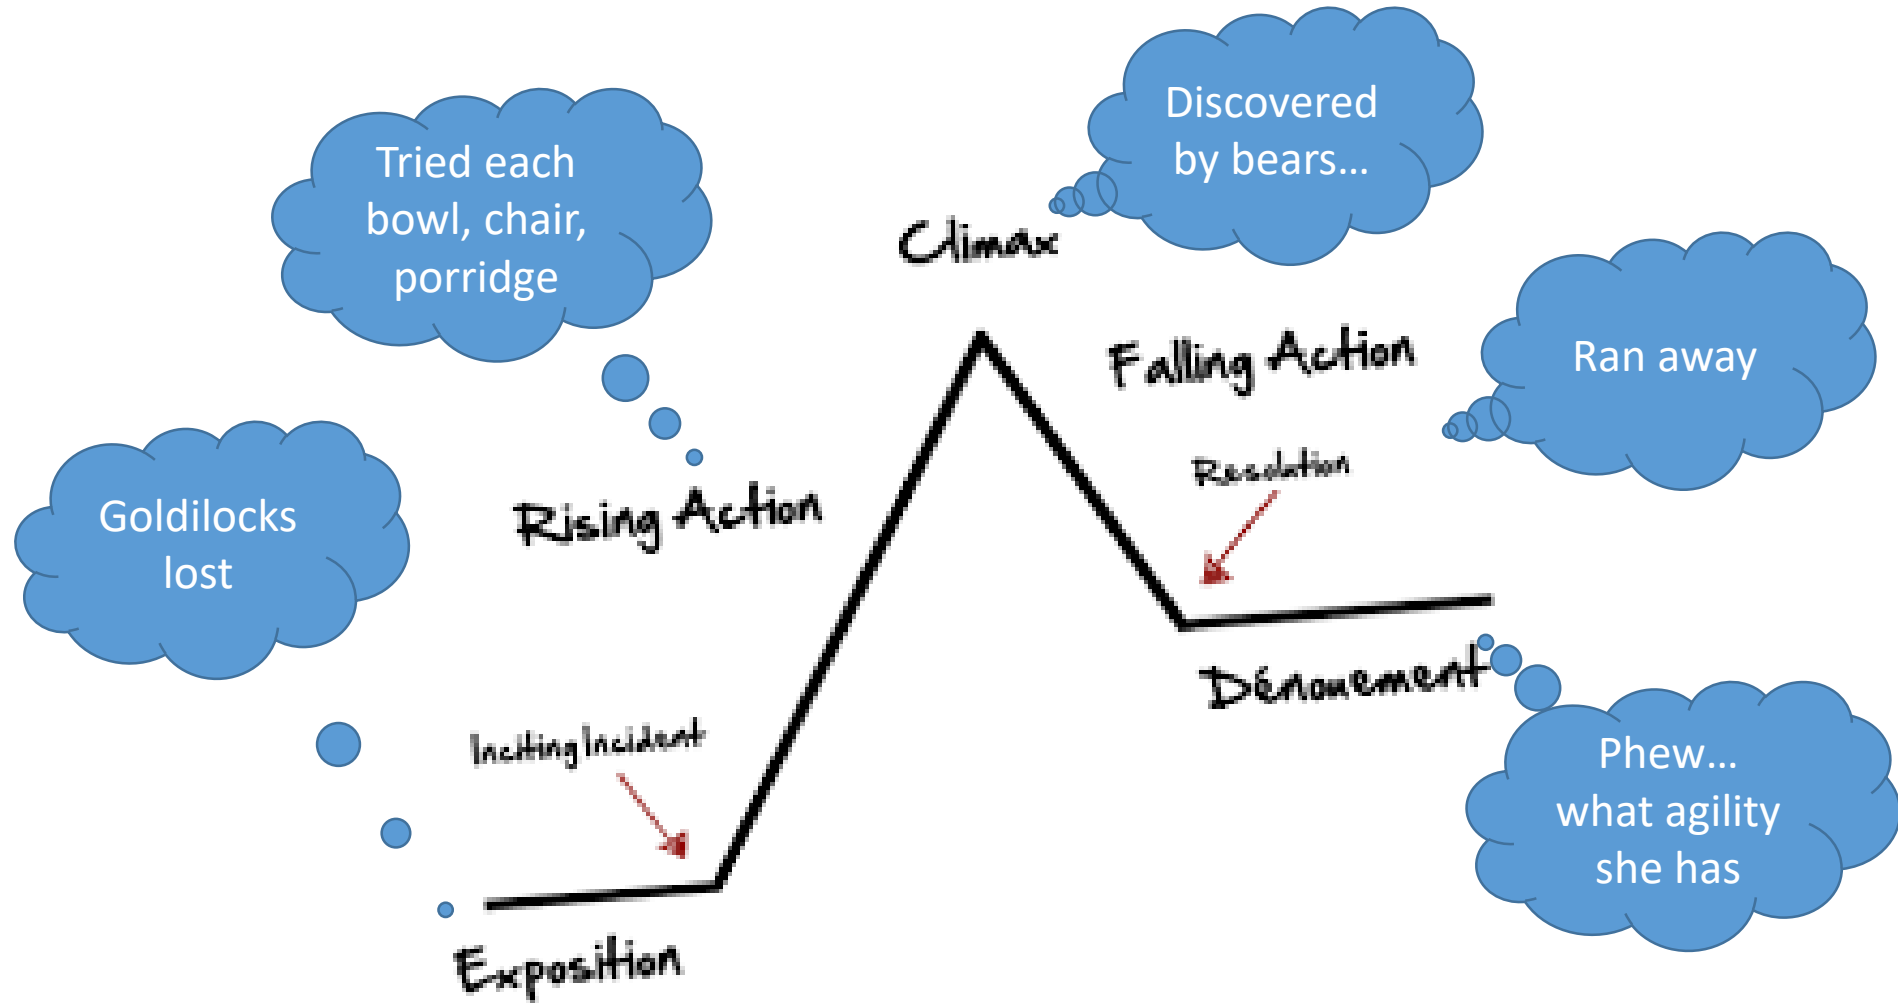 Discovered
by bears...
Tried each
bowl, chair,
porridge
Climax
Falling Action
Ran away
Resolution
Goldilocks
lost
Rising Action
Inciting Incident
Dénouement
Phew...
what agility
she has
Exposition